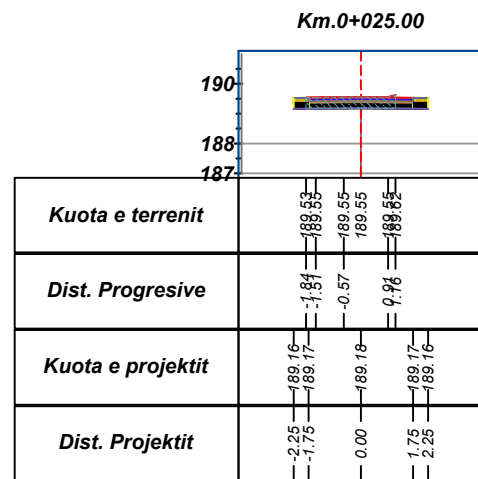 Km.0+025.00
190
188
187
Kuota e terrenit
189.53 189.55 189.55 189.55 189.55 189.62
Dist. Progresive
-1.84 -1.51 -0.57 0.91 1.16
Kuota e projektit
189.16 189.17 189.18 189.17 189.16
Dist. Projektit
-2.25 -1.75 0.00 1.75 2.25